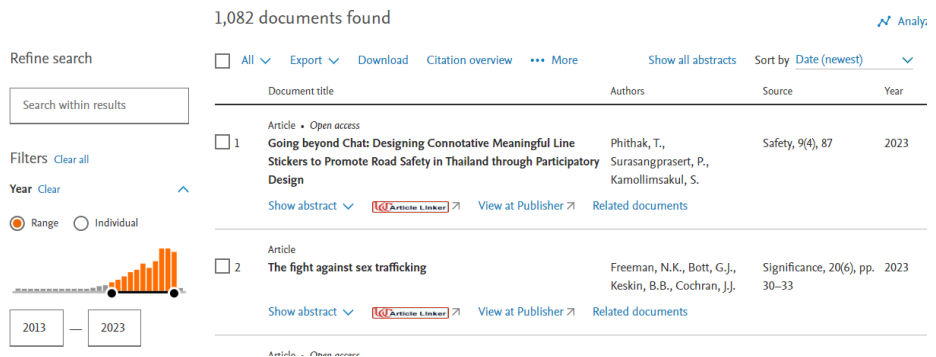 1,082 documents found
Refine search
Search within results
Filters Clear all
Year Clear
Range Individual
2013 — 2023
All Export Download Citation overview ••• More Show all abstracts Sort by Date (newest)
Document title Authors Source Year
Article • Open access
1 Going beyond Chat: Designing Connotative Meaningful Line Phithak, T., Safety, 9(4), 87 2023
Stickers to Promote Road Safety in Thailand through Participatory Surasangprasert, P.,
Design Kamollimsakul, S.
Show abstract Article Linker View at Publisher Related documents
Article
2 The fight against sex trafficking Freeman, N.K., Bott, G.J., Significance, 20(6), pp. 2023
Keskin, B.B., Cochran, J.J. 30–33
Show abstract Article Linker View at Publisher Related documents
Article • Open access